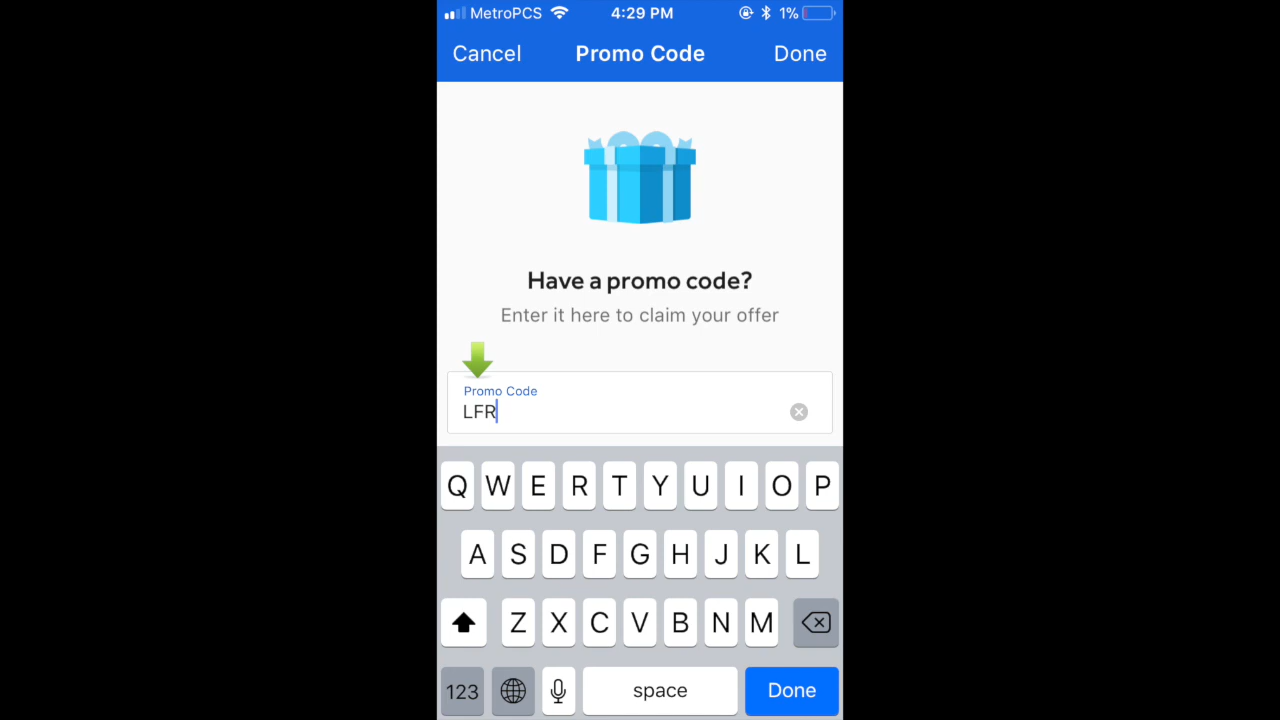 MetroPCS 4:29 PM 1%
Cancel Promo Code Done
Have a promo code?
Enter it here to claim your offer
Promo Code
LFR
Q W E R T Y U I O P
A S D F G H J K L
Z X C V B N M
123 space Done